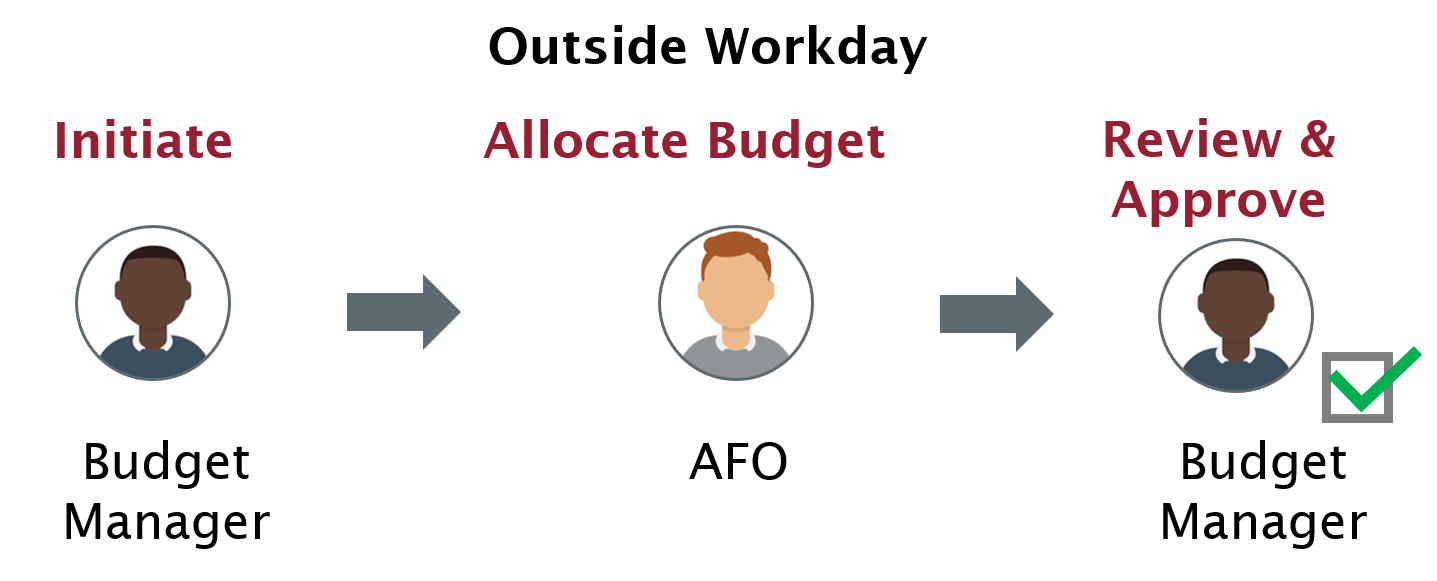 Outside Workday
Initiate
Allocate Budget
Review &
Approve
Budget
Manager
AFO
Budget
Manager